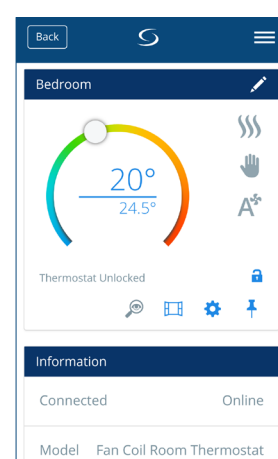 Back
Bedroom
20°
24.5°
A
Thermostat Unlocked
Information
Connected Online
Model Fan Coil Room Thermostat